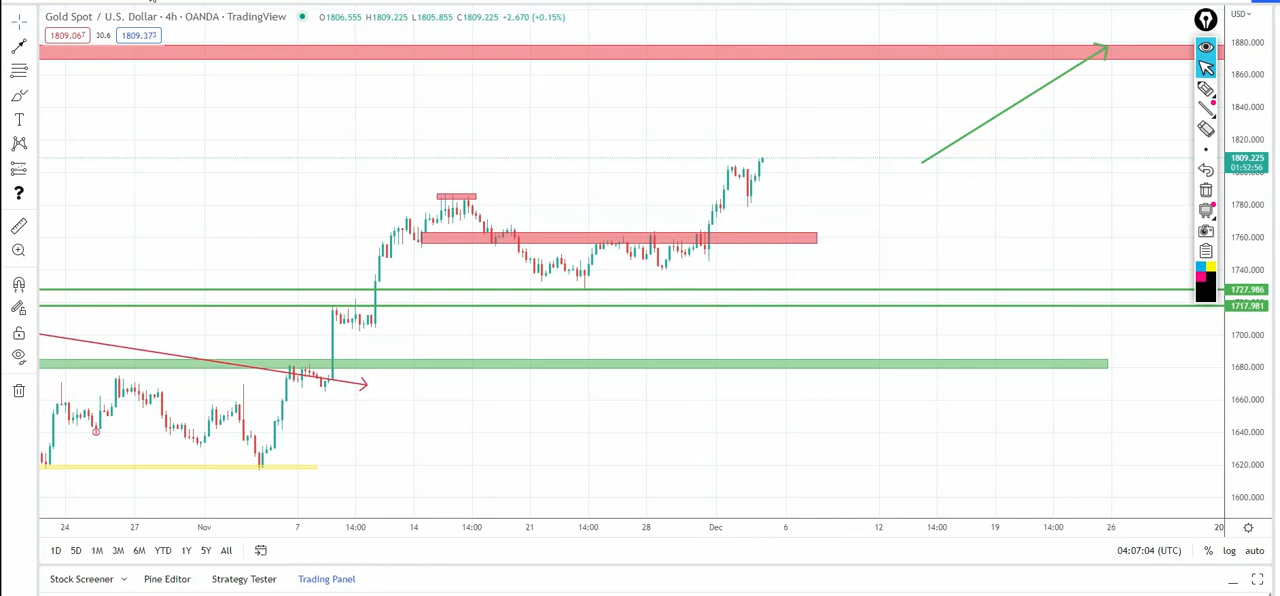 Gold Spot / U.S. Dollar · 4h · OANDA · TradingView O1806.555 H1809.225 L1805.855 C1809.225 +2.670 (+0.15%)
USD
1809.067 30.6 1809.373
1880.000
1860.000
1840.000
1820.000
1809.225
01:52:56
1780.000
1760.000
1740.000
1727.986
1717.981
1700.000
1680.000
1660.000
1640.000
1620.000
1600.000
24 27 Nov 7 14:00 14 14:00 21 14:00 28 Dec 6 12 14:00 19 14:00 26 20
1D 5D 1M 3M 6M YTD 1Y 5Y All 04:07:04 (UTC) % log auto
Stock Screener Pine Editor Strategy Tester Trading Panel